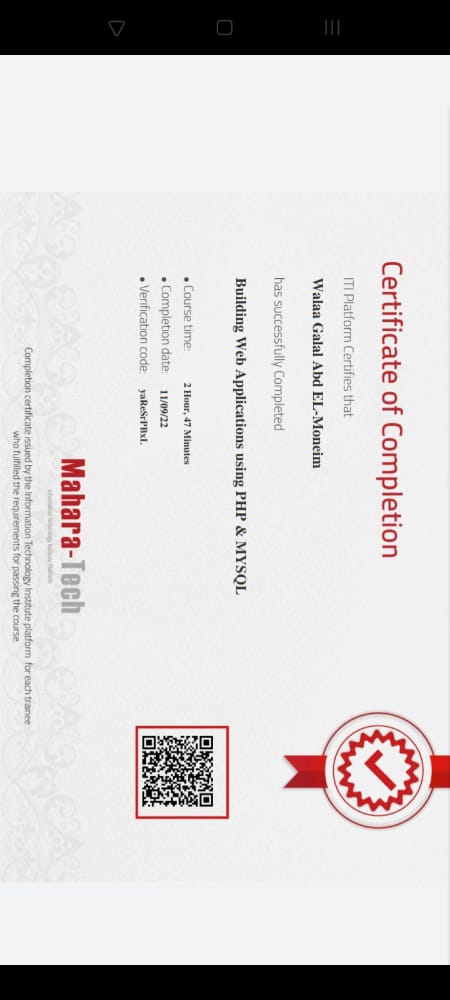 Certificate of Completion
ITI Platform Certifies that
Walaa Galal Abd EL-Moneim
has successfully Completed
Building Web Applications using PHP & MYSQL
• Course time: 2 Hour, 47 Minutes
• Completion date: 11/09/22
• Verification code: yaReSrPBxL
Mahara-Tech
Information Technology Institute Platform
Completion certificate issued by the Information Technology Institute platform for each trainee
who fulfilled the requirements for passing the course.